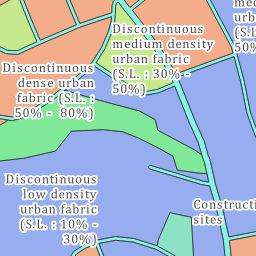 Discontinuous
medium density
urban fabric
(S.L. : 30% -
50%)
me
urb
(S.L
50%
Discontinuous
dense urban
fabric (S.L. :
50% -  80%)
Discontinuous
low density
urban fabric
(S.L. : 10% -
30%)
Constructi
sites